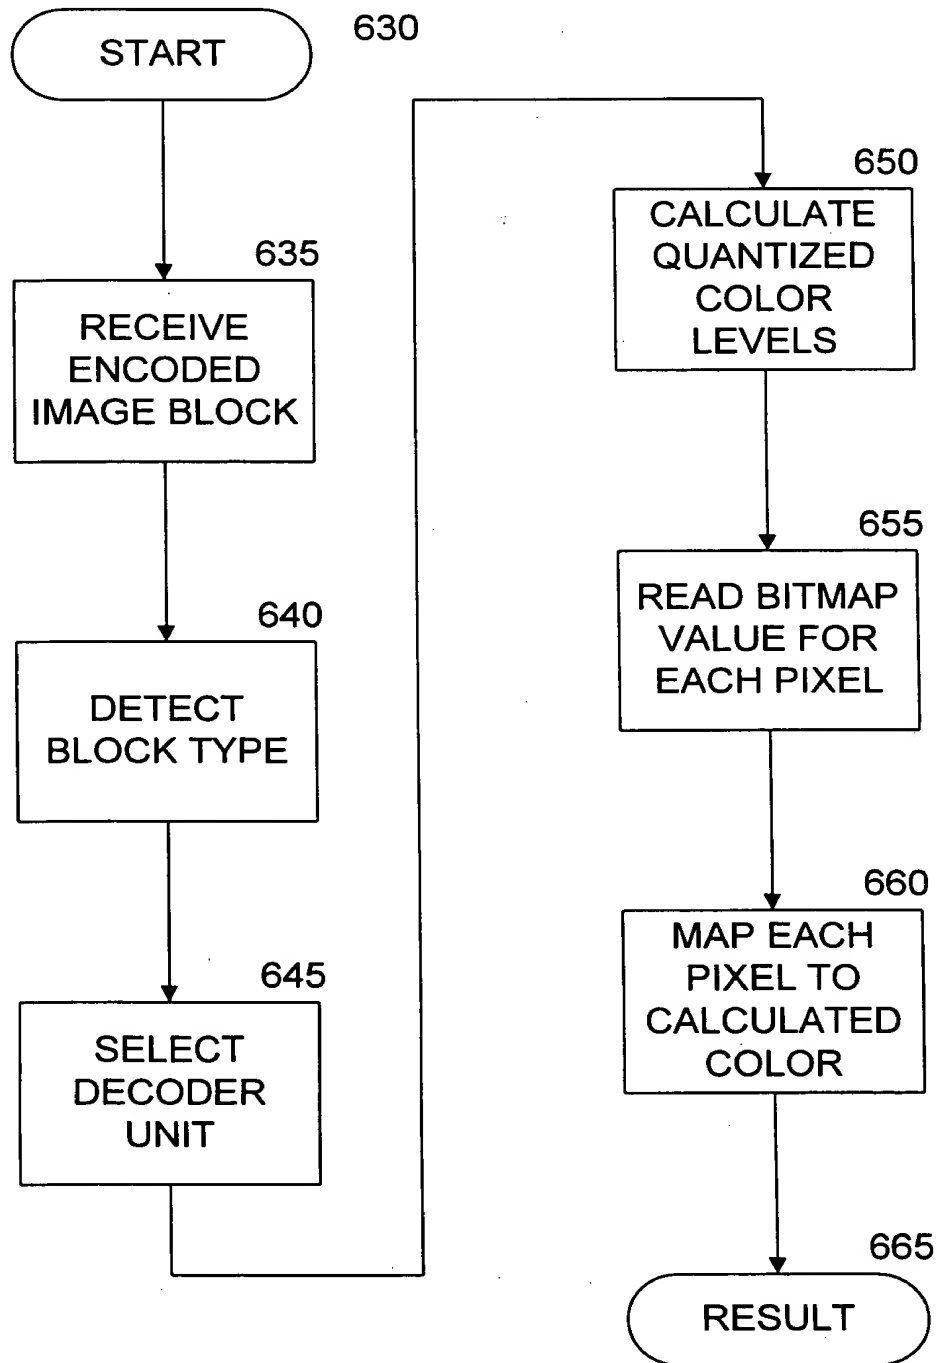 START
630
635
RECEIVE
ENCODED
IMAGE BLOCK
640
DETECT
BLOCK TYPE
645
SELECT
DECODER
UNIT
650
CALCULATE
QUANTIZED
COLOR
LEVELS
655
READ BITMAP
VALUE FOR
EACH PIXEL
660
MAP EACH
PIXEL TO
CALCULATED
COLOR
665
RESULT